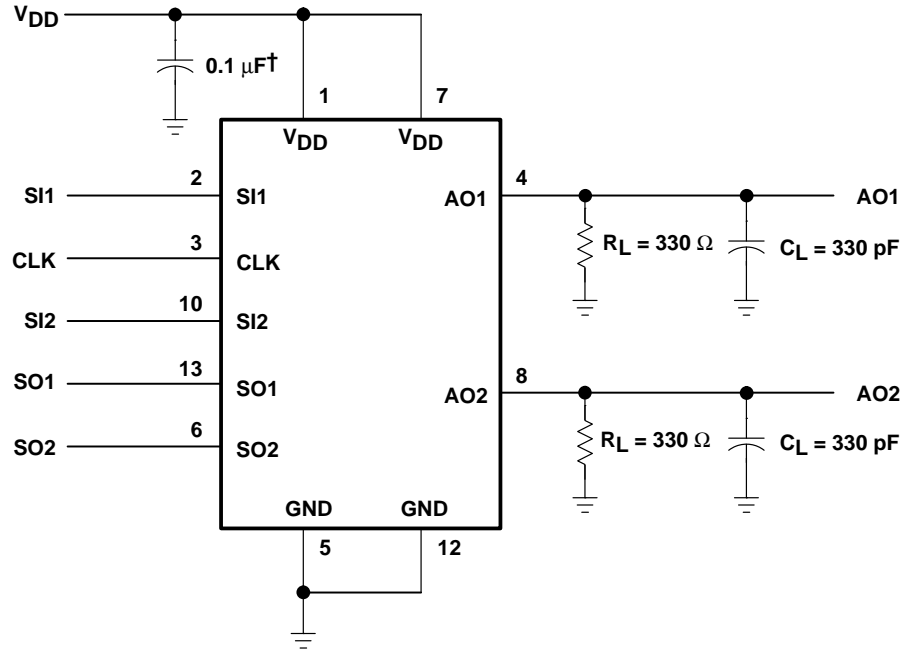 VDD
0.1 μF†
1
7
VDD
VDD
SI1
2
SI1
AO1
4
AO1
RL = 330 Ω
CL = 330 pF
CLK
3
CLK
SI2
10
SI2
SO1
13
SO1
AO2
8
AO2
SO2
6
SO2
RL = 330 Ω
CL = 330 pF
GND
GND
5
12